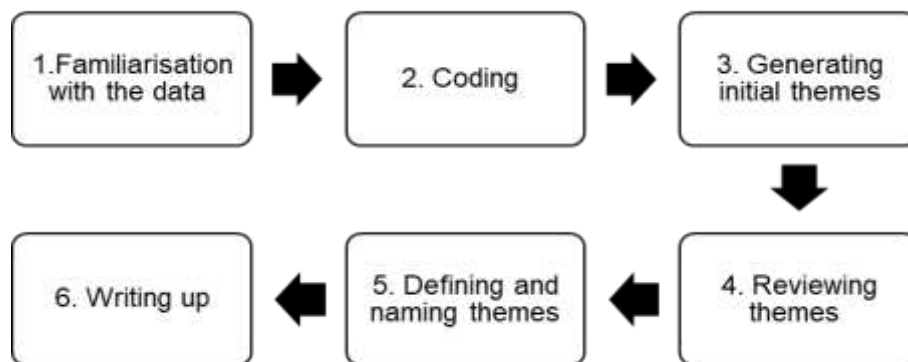 1.Familiarisation
with the data
2. Coding
3. Generating
initial themes
4. Reviewing
themes
5. Defining and
naming themes
6. Writing up